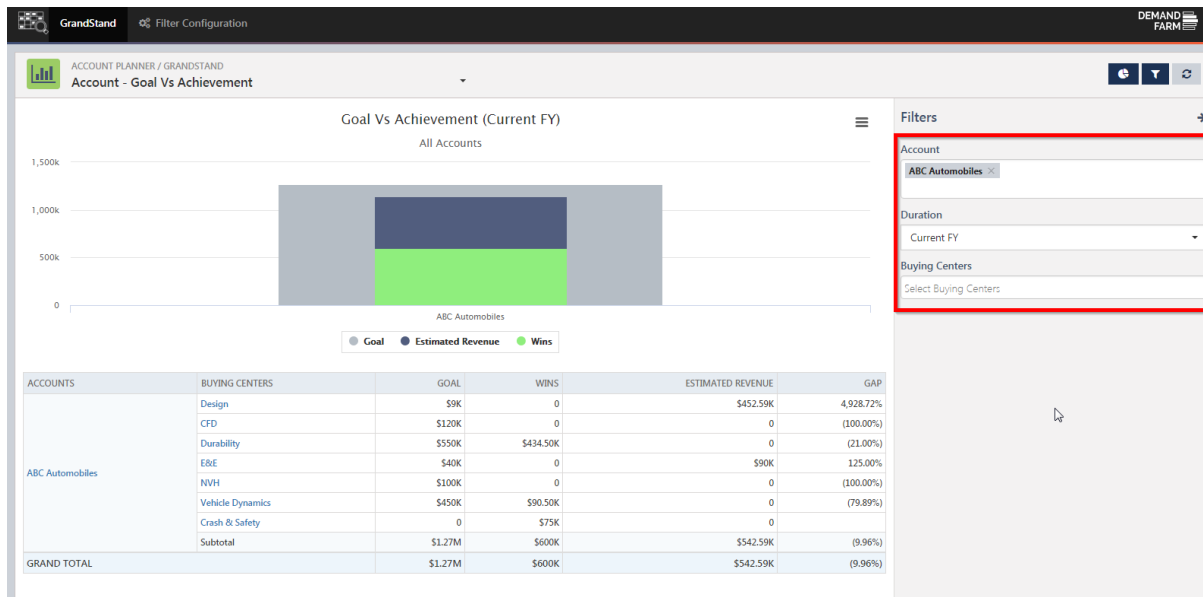 GrandStand Filter Configuration DEMAND
FARM
ACCOUNT PLANNER / GRANDSTAND
Account - Goal Vs Achievement
Goal Vs Achievement (Current FY)
All Accounts
1,500k
1,000k
500k
0
ABC Automobiles
Goal Estimated Revenue Wins
Filters
Account
ABC Automobiles ×
Duration
Current FY
Buying Centers
Select Buying Centers
ACCOUNTS BUYING CENTERS GOAL WINS ESTIMATED REVENUE GAP
ABC Automobiles
Design $9K 0 $452.59K 4,928.72%
CFD $120K 0 0 (100.00%)
Durability $550K $434.50K 0 (21.00%)
E&E $40K 0 $90K 125.00%
NVH $100K 0 0 (100.00%)
Vehicle Dynamics $450K $90.50K 0 (79.89%)
Crash & Safety 0 $75K 0
Subtotal $1.27M $600K $542.59K (9.96%)
GRAND TOTAL $1.27M $600K $542.59K (9.96%)